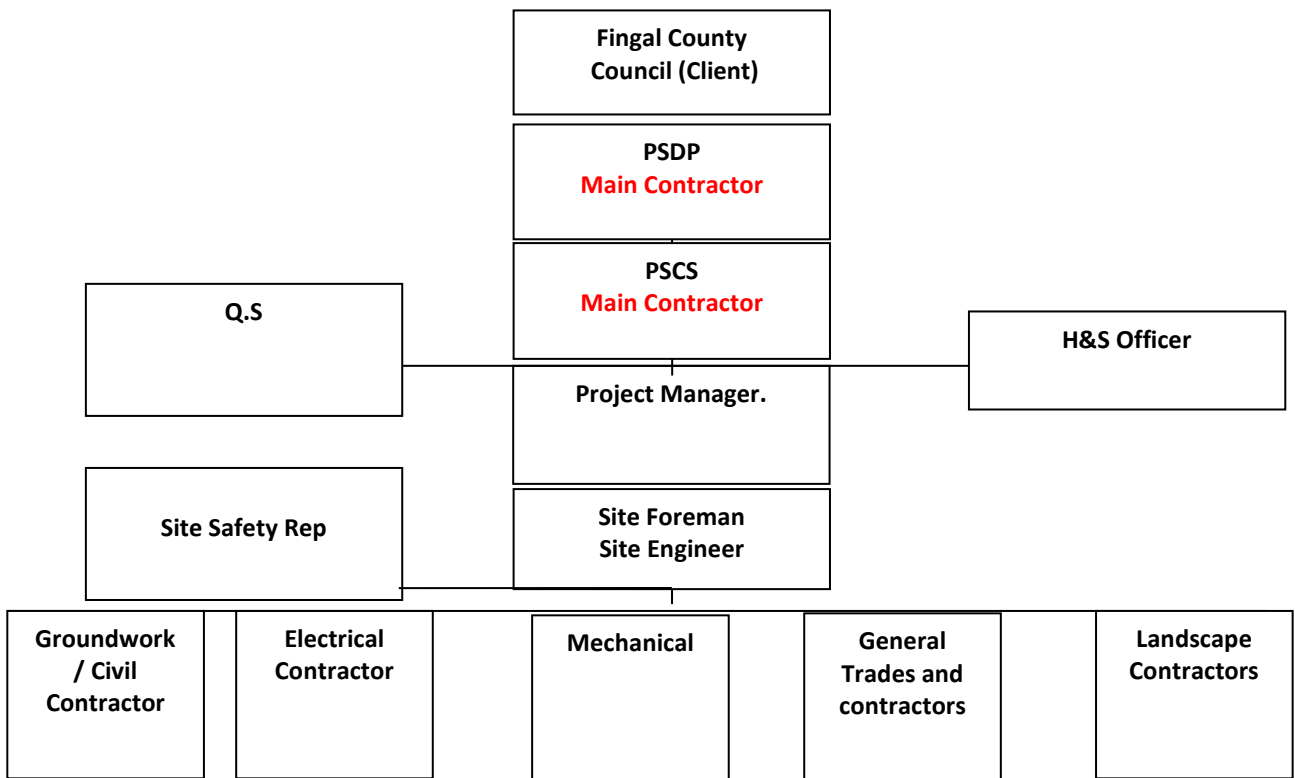 Fingal County
Council (Client)
PSDP
Main Contractor
PSCS
Main Contractor
Q.S
H&S Officer
Project Manager.
Site Safety Rep
Site Foreman
Site Engineer
Groundwork
/ Civil
Contractor
Electrical
Contractor
Mechanical
General
Trades and
contractors
Landscape
Contractors